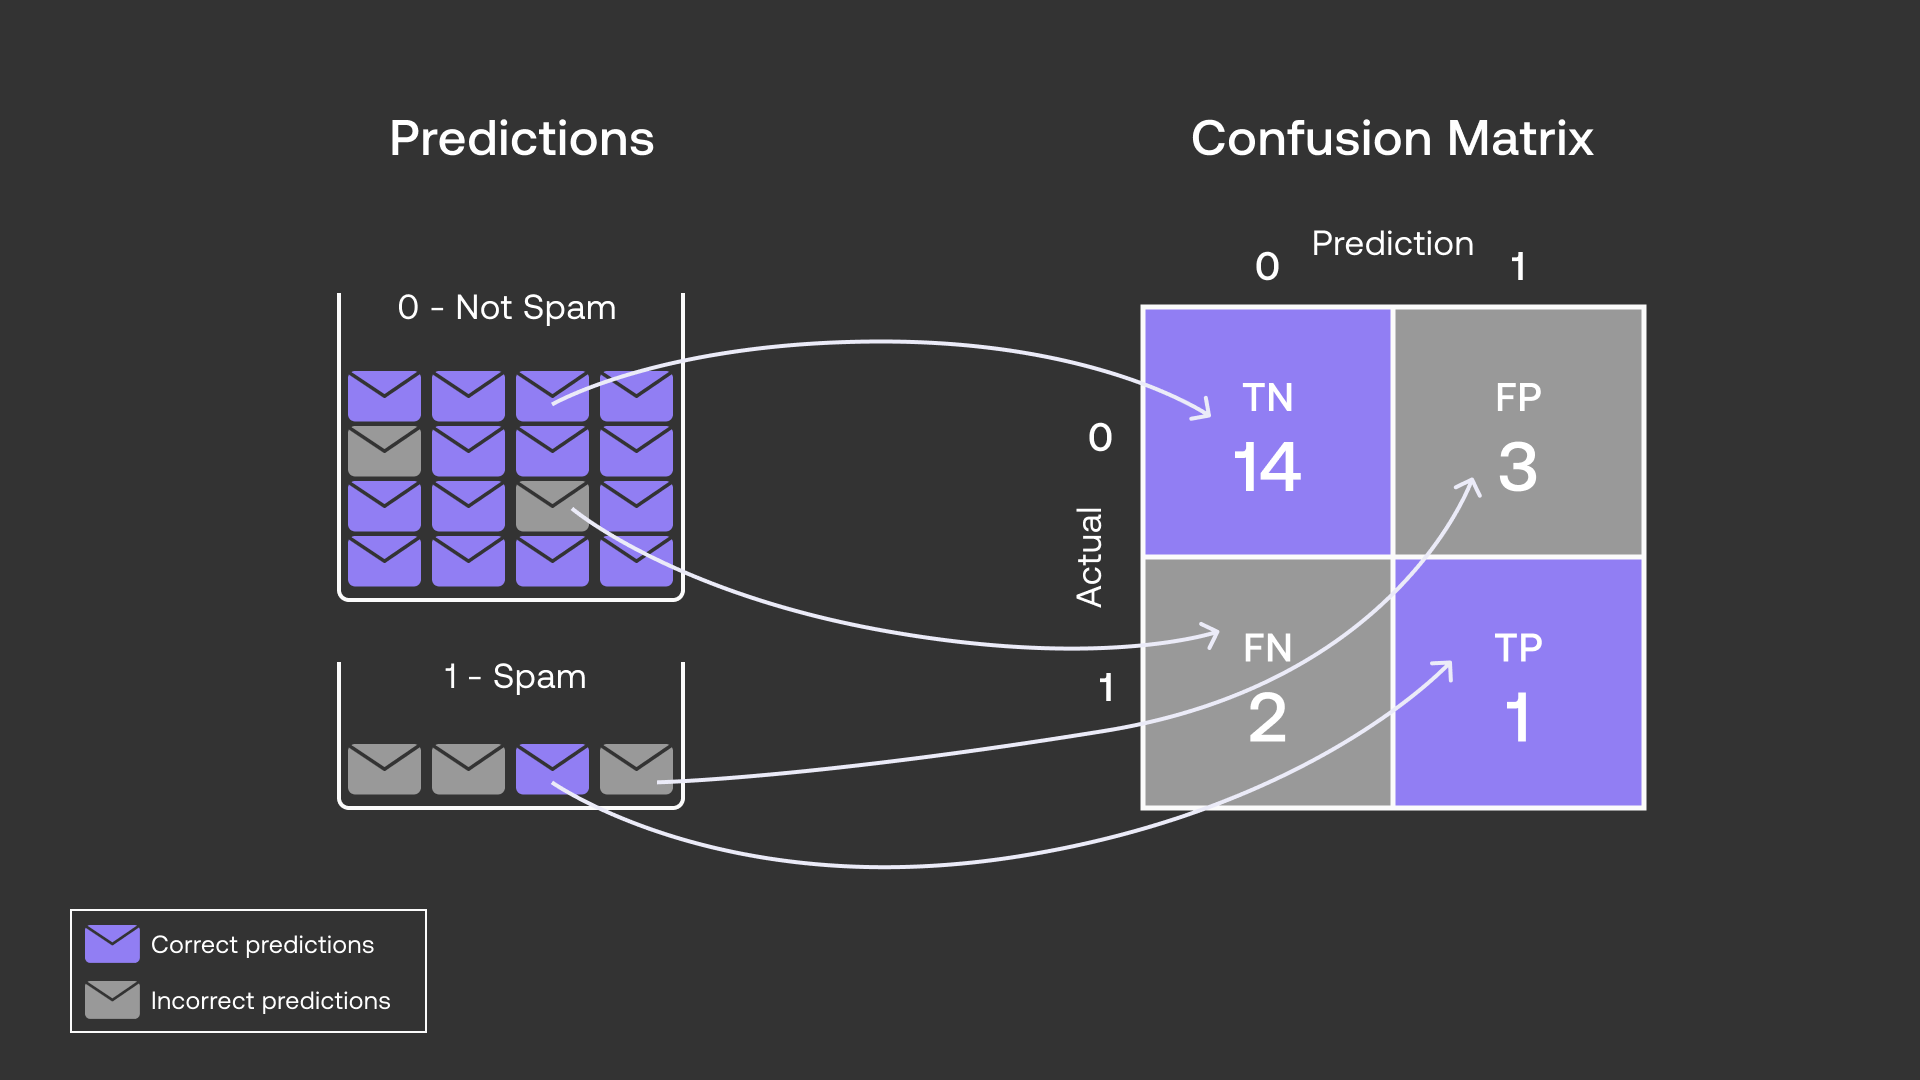 Predictions
Confusion Matrix
0 - Not Spam
1 - Spam
Prediction
0 1
Actual
0
1
TN
14
FP
3
FN
2
TP
1
Correct predictions
Incorrect predictions